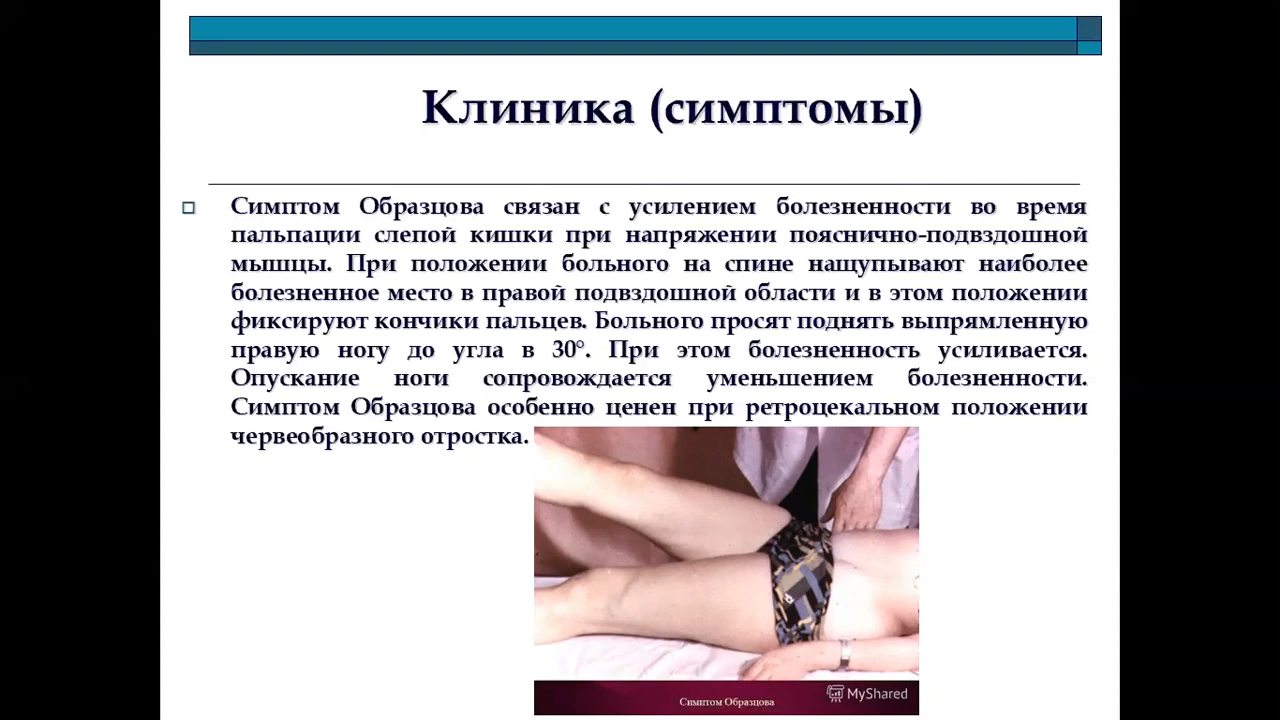 Клиника (симптомы)
Симптом Образцова связан с усилением болезненности во время
пальпации слепой кишки при напряжении пояснично-подвздошной
мышцы. При положении больного на спине нащупывают наиболее
болезненное место в правой подвздошной области и в этом положении
фиксируют кончики пальцев. Больного просят поднять выпрямленную
правую ногу до угла в 30°. При этом болезненность усиливается.
Опускание ноги сопровождается уменьшением болезненности.
Симптом Образцова особенно ценен при ретроцекальном положении
червеобразного отростка.
MyShared
Симптом Образцова